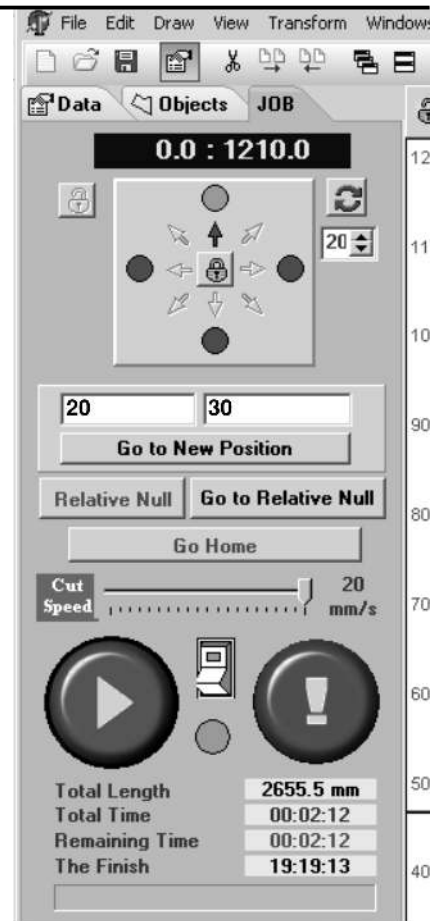 File Edit Draw View Transform Windows
Data Objects JOB
0.0 : 1210.0
12
20
11
10
20 30
Go to New Position
90
Relative Null Go to Relative Null
80
Go Home
Cut Speed 20 mm/s
70
60
Total Length 2655.5 mm
50
Total Time 00:02:12
Remaining Time 00:02:12
The Finish 19:19:13
40